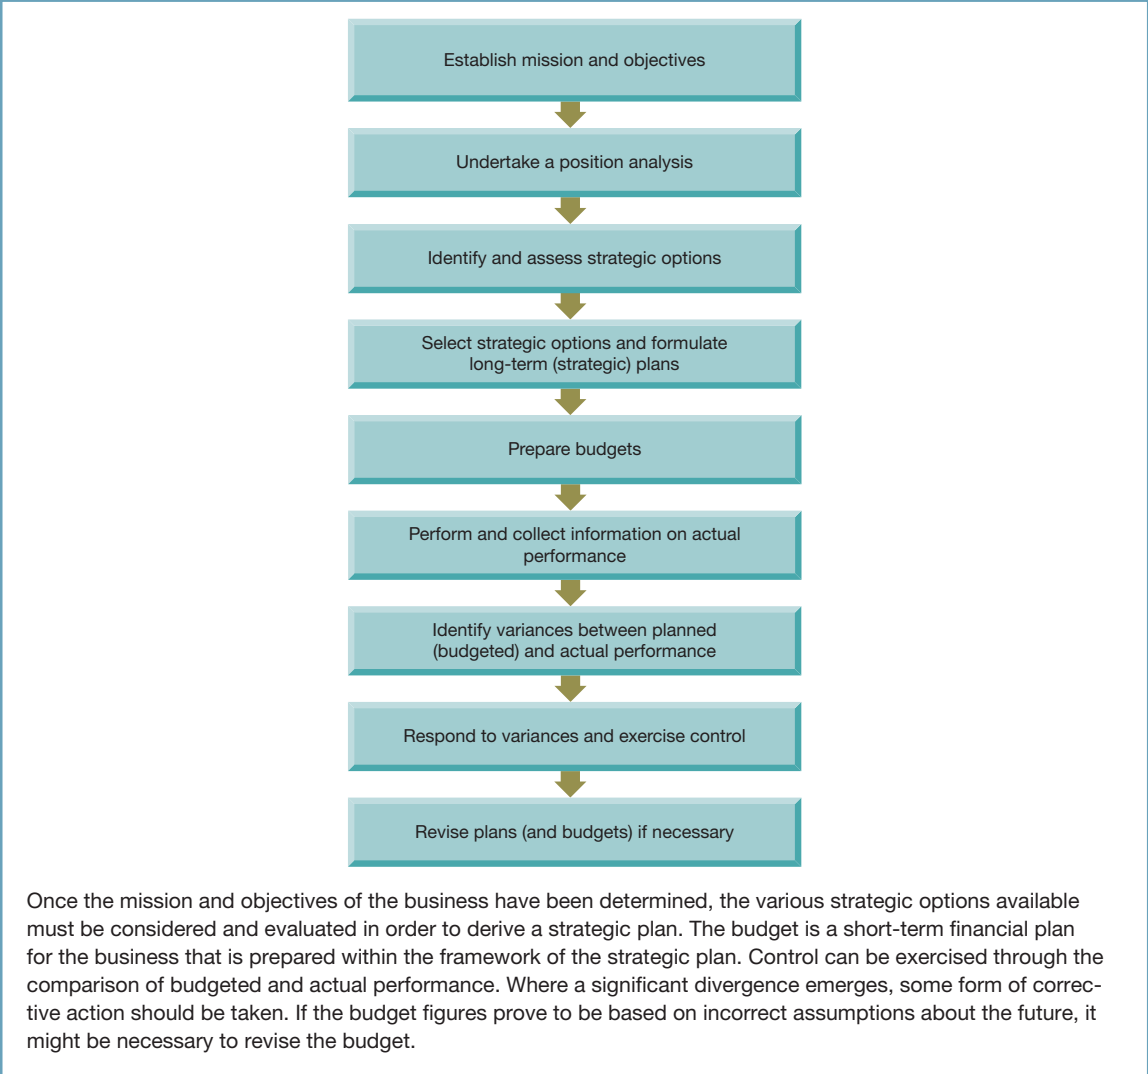 Establish mission and objectives
Undertake a position analysis
Identify and assess strategic options
Select strategic options and formulate
long-term (strategic) plans
Prepare budgets
Perform and collect information on actual
performance
Identify variances between planned
(budgeted) and actual performance
Respond to variances and exercise control
Revise plans (and budgets) if necessary
Once the mission and objectives of the business have been determined, the various strategic options available
must be considered and evaluated in order to derive a strategic plan. The budget is a short-term financial plan
for the business that is prepared within the framework of the strategic plan. Control can be exercised through the
comparison of budgeted and actual performance. Where a significant divergence emerges, some form of correc-
tive action should be taken. If the budget figures prove to be based on incorrect assumptions about the future, it
might be necessary to revise the budget.